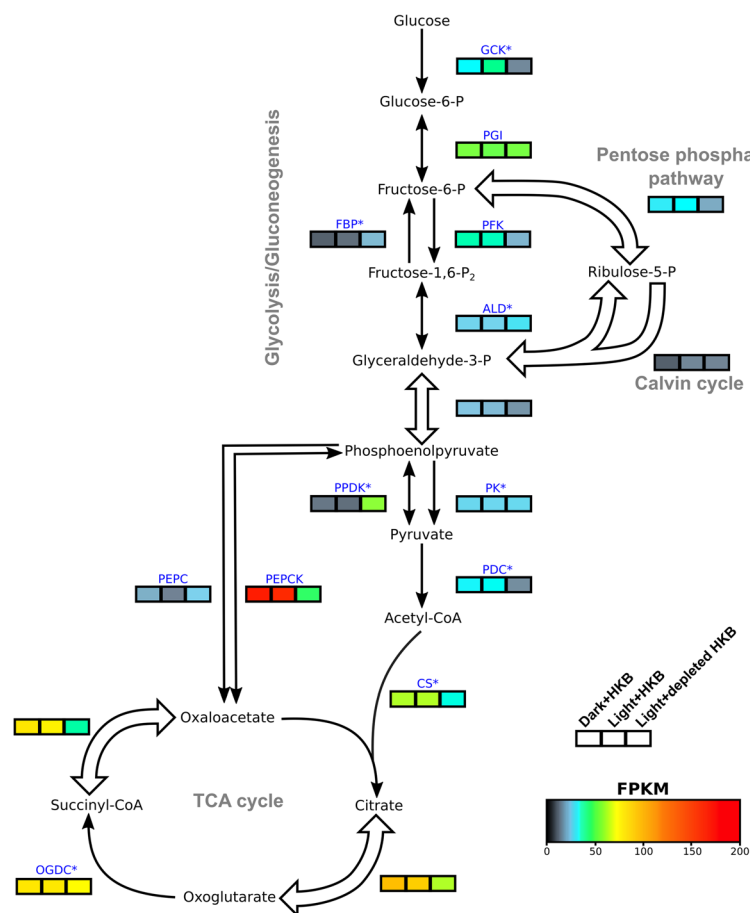 Glucose
GCK*
Glucose-6-P
PGI
Pentose phospha
pathway
Fructose-6-P
FBP*
PFK
Glycolysis/Gluconeogenesis
Fructose-1,6-P₂
Ribulose-5-P
ALD*
Glyceraldehyde-3-P
Calvin cycle
Phosphoenolpyruvate
PPDK*
PK*
Pyruvate
PEPC
PEPCK
PDC*
Acetyl-CoA
CS*
Dark+HKB
Light+HKB
Light+depleted HKB
Oxaloacetate
FPKM
TCA cycle
Succinyl-CoA
Citrate
0
50
100
150
200
OGDC*
Oxoglutarate